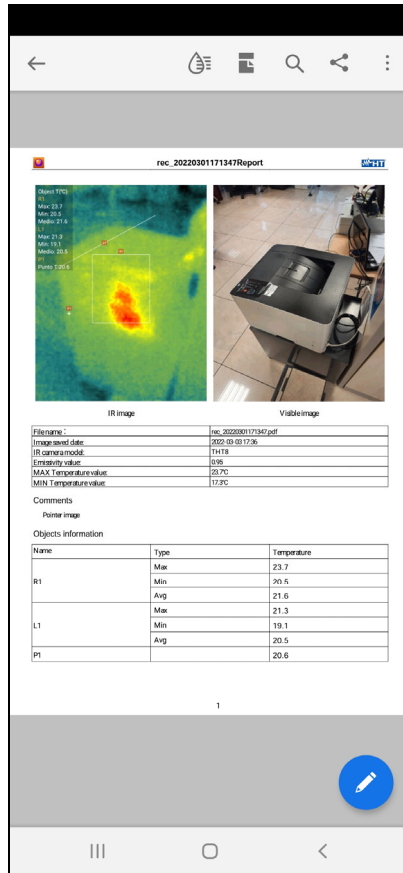 rec_20220301171347Report
HT
Object T(°C)
R1
Max: 23.7
Min: 20.5
Medio: 21.6
L1
Max: 21.3
Min: 19.1
Medio: 20.5
P1
Punto T:20.6
IR image
Visible image
File name：
rec_20220301171347.pdf
Image saved date:
2022-03-03 17:36
IR camera model:
THT8
Emissivity value:
0.95
MAX Temperature value:
23.7°C
MIN Temperature value:
17.3°C
Comments
Pointer image
Objects information
Name Type Temperature
R1
Max 23.7
Min 20.5
Avg 21.6
L1
Max 21.3
Min 19.1
Avg 20.5
P1 20.6
1